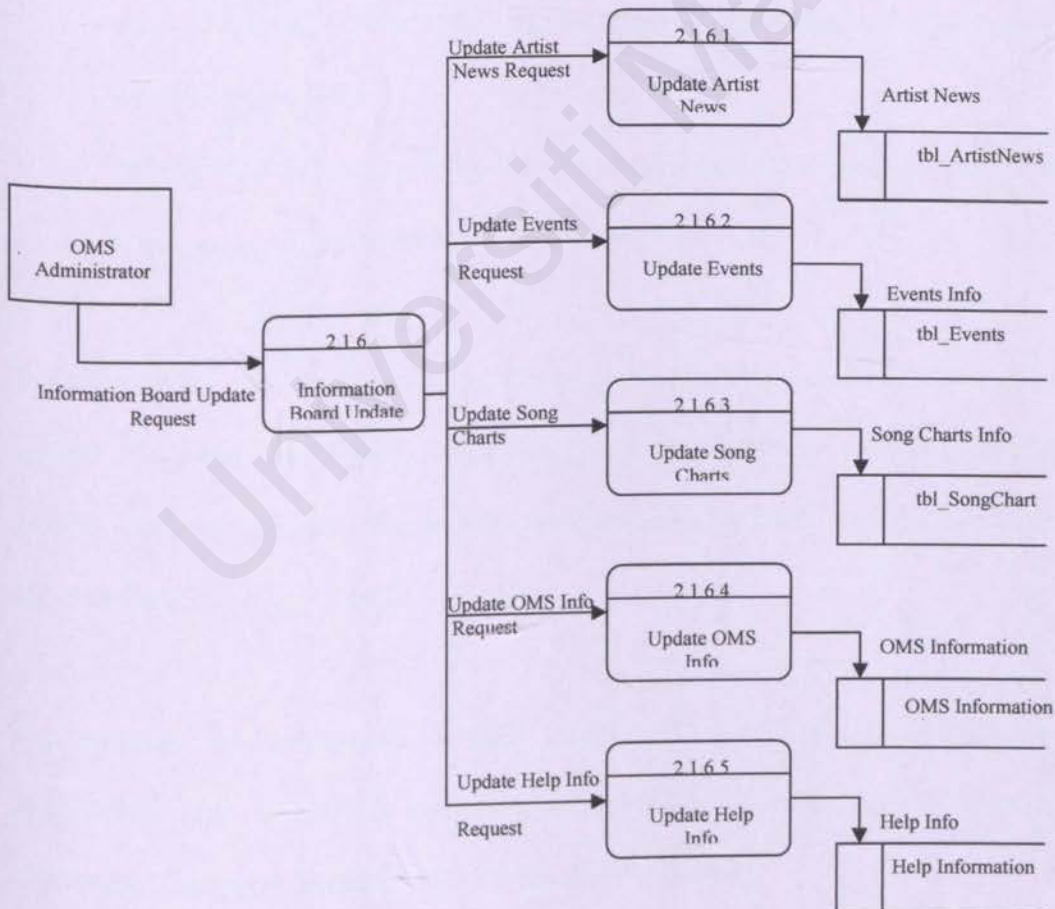 Update Artist
News Request
2.1.6.1
Update Artist
News
Artist News
tbl_ArtistNews
OMS
Administrator
Update Events
Request
2.1.6.2
Update Events
Events Info
tbl_Events
Information Board Update
Request
2.1.6
Information
Board Update
Update Song
Charts
2.1.6.3
Update Song
Charts
Song Charts Info
tbl_SongChart
Update OMS Info
Request
2.1.6.4
Update OMS
Info
OMS Information
OMS Information
Update Help Info
Request
2.1.6.5
Update Help
Info
Help Info
Help Information
Universiti Ma